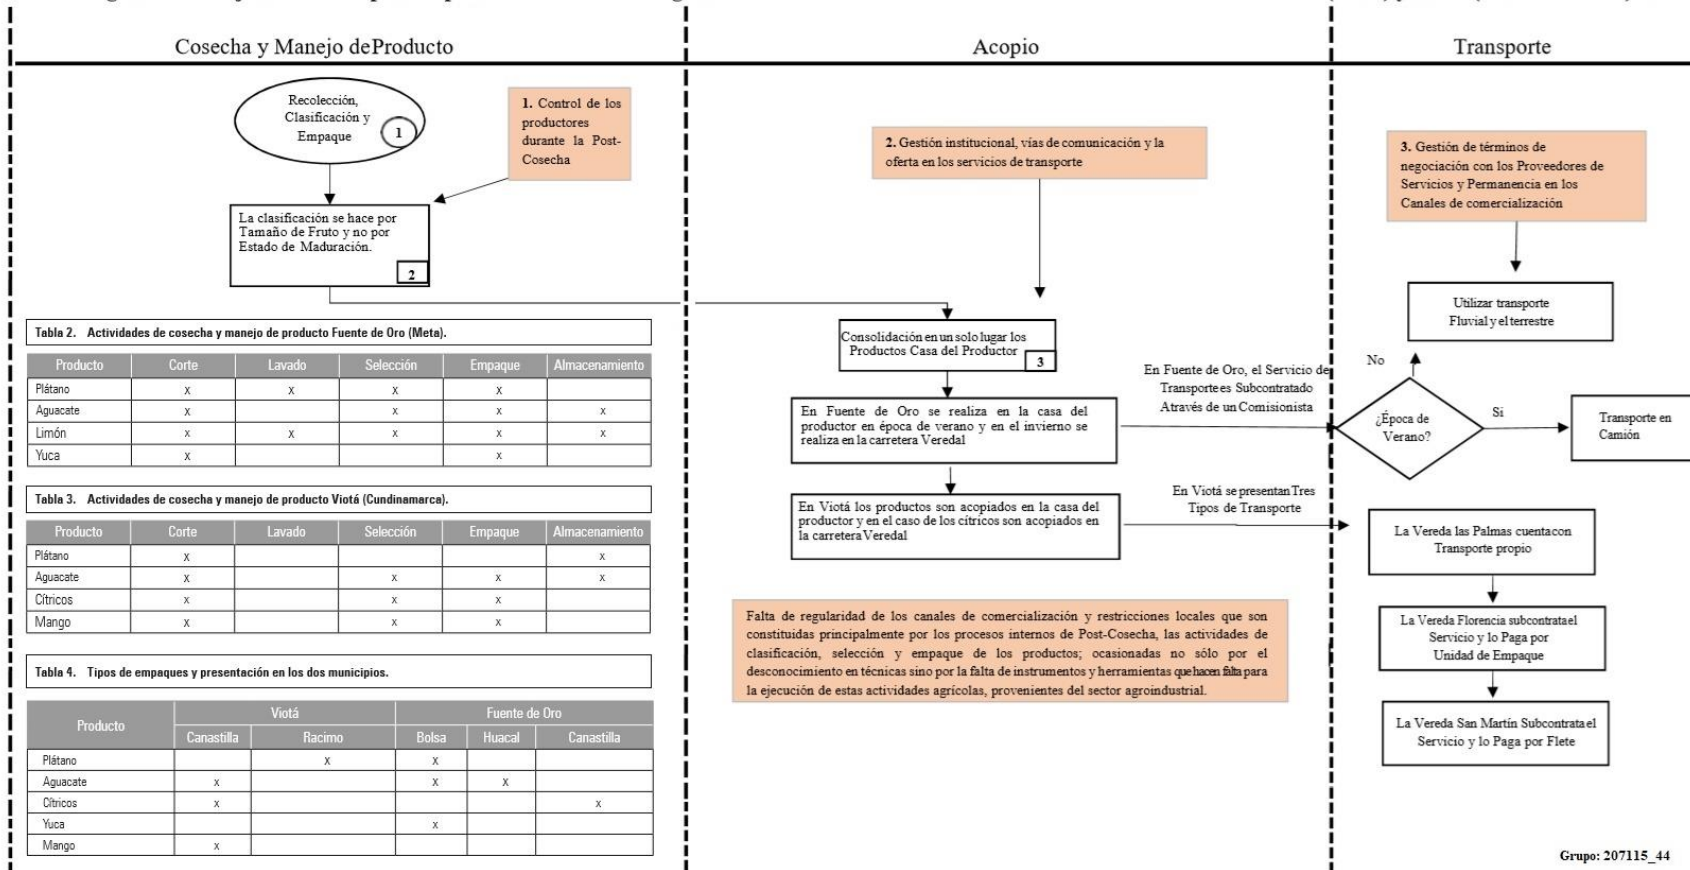 Cosecha y Manejo deProducto
Acopio
Transporte
Recolección,
Clasificación y
Empaque
1
1. Control de los
productores
durante la Post-
Cosecha
La clasificación se hace por
Tamaño de Fruto y no por
Estado de Maduración.
2
Tabla 2. Actividades de cosecha y manejo de producto Fuente de Oro (Meta).
Producto Corte Lavado Selección Empaque Almacenamiento
Plátano x x x x
Aguacate x x x x
Limón x x x x x
Yuca x x
Tabla 3. Actividades de cosecha y manejo de producto Viotá (Cundinamarca).
Producto Corte Lavado Selección Empaque Almacenamiento
Plátano x x
Aguacate x x x x
Cítricos x x x
Mango x x x
Tabla 4. Tipos de empaques y presentación en los dos municipios.
Producto Viotá Fuente de Oro
Canastilla Racimo Bolsa Huacal Canastilla
Plátano x x
Aguacate x x x
Cítricos x x
Yuca x
Mango x
2. Gestión institucional, vías de comunicación y la
oferta en los servicios de transporte
Consolidación en un solo lugar los
Productos Casa del Productor
3
En Fuente de Oro se realiza en la casa del
productor en época de verano y en el invierno se
realiza en la carretera Veredal
En Viotá los productos son acopiados en la casa del
productor y en el caso de los cítricos son acopiados en
la carretera Veredal
Falta de regularidad de los canales de comercialización y restricciones locales que son
constituidas principalmente por los procesos internos de Post-Cosecha, las actividades de
clasificación, selección y empaque de los productos; ocasionadas no sólo por el
desconocimiento en técnicas sino por la falta de instrumentos y herramientas que hacen falta para
la ejecución de estas actividades agrícolas, provenientes del sector agroindustrial.
En Fuente de Oro, el Servicio de
Transporte es Subcontratado
Através de un Comisionista
En Viotá se presentan Tres
Tipos de Transporte
3. Gestión de términos de
negociación con los Proveedores de
Servicios y Permanencia en los
Canales de comercialización
Utilizar transporte
Fluvial y el terrestre
No
¿Época de
Verano?
Si
Transporte en
Camión
La Vereda las Palmas cuenta con
Transporte propio
La Vereda Florencia subcontrata el
Servicio y lo Paga por
Unidad de Empaque
La Vereda San Martín Subcontrata el
Servicio y lo Paga por Flete
Grupo: 207115_44